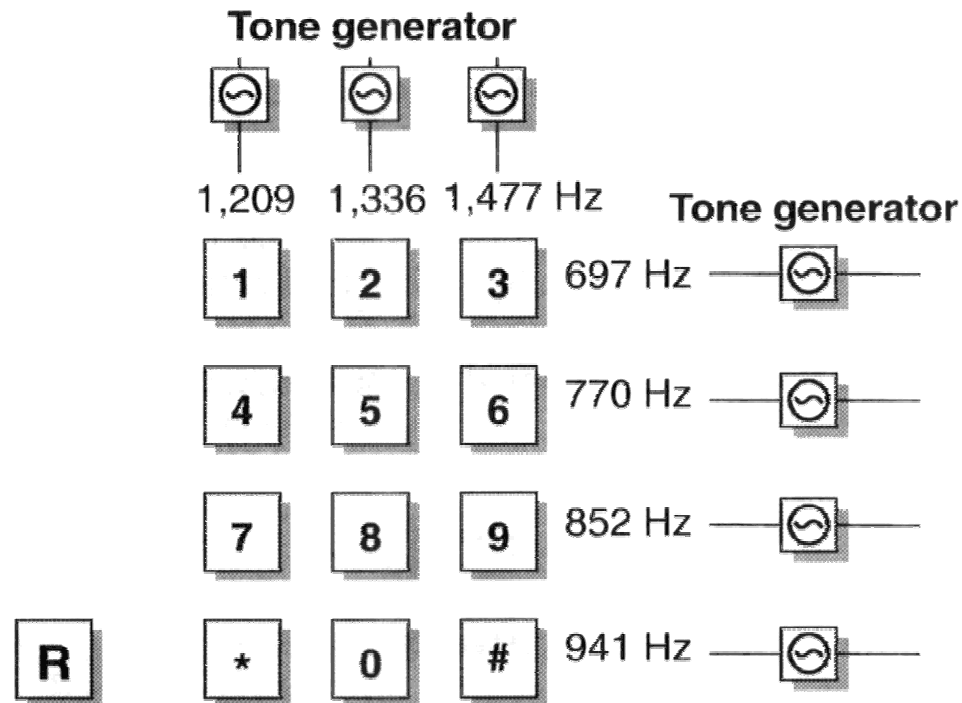 Tone generator
1,209 1,336 1,477 Hz
Tone generator
1 2 3 697 Hz
4 5 6 770 Hz
7 8 9 852 Hz
R * 0 # 941 Hz